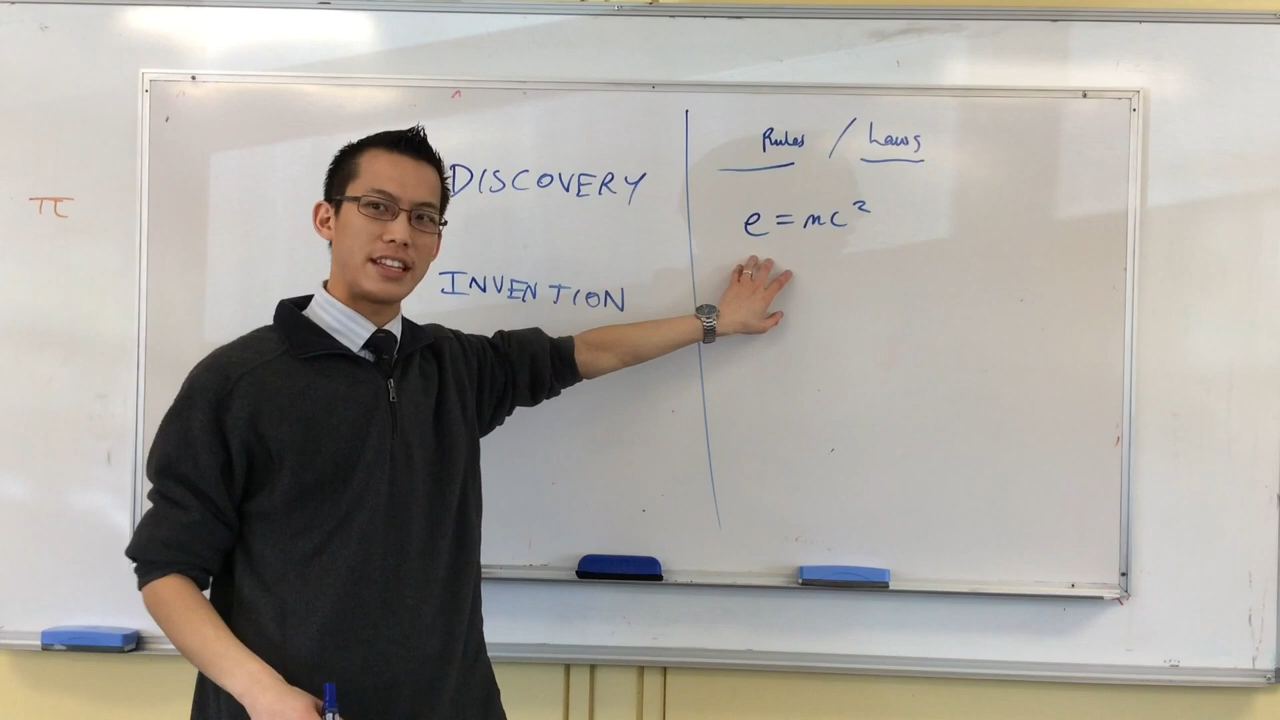 π
DISCOVERY
INVENTION
Rules / Laws
e = mc²